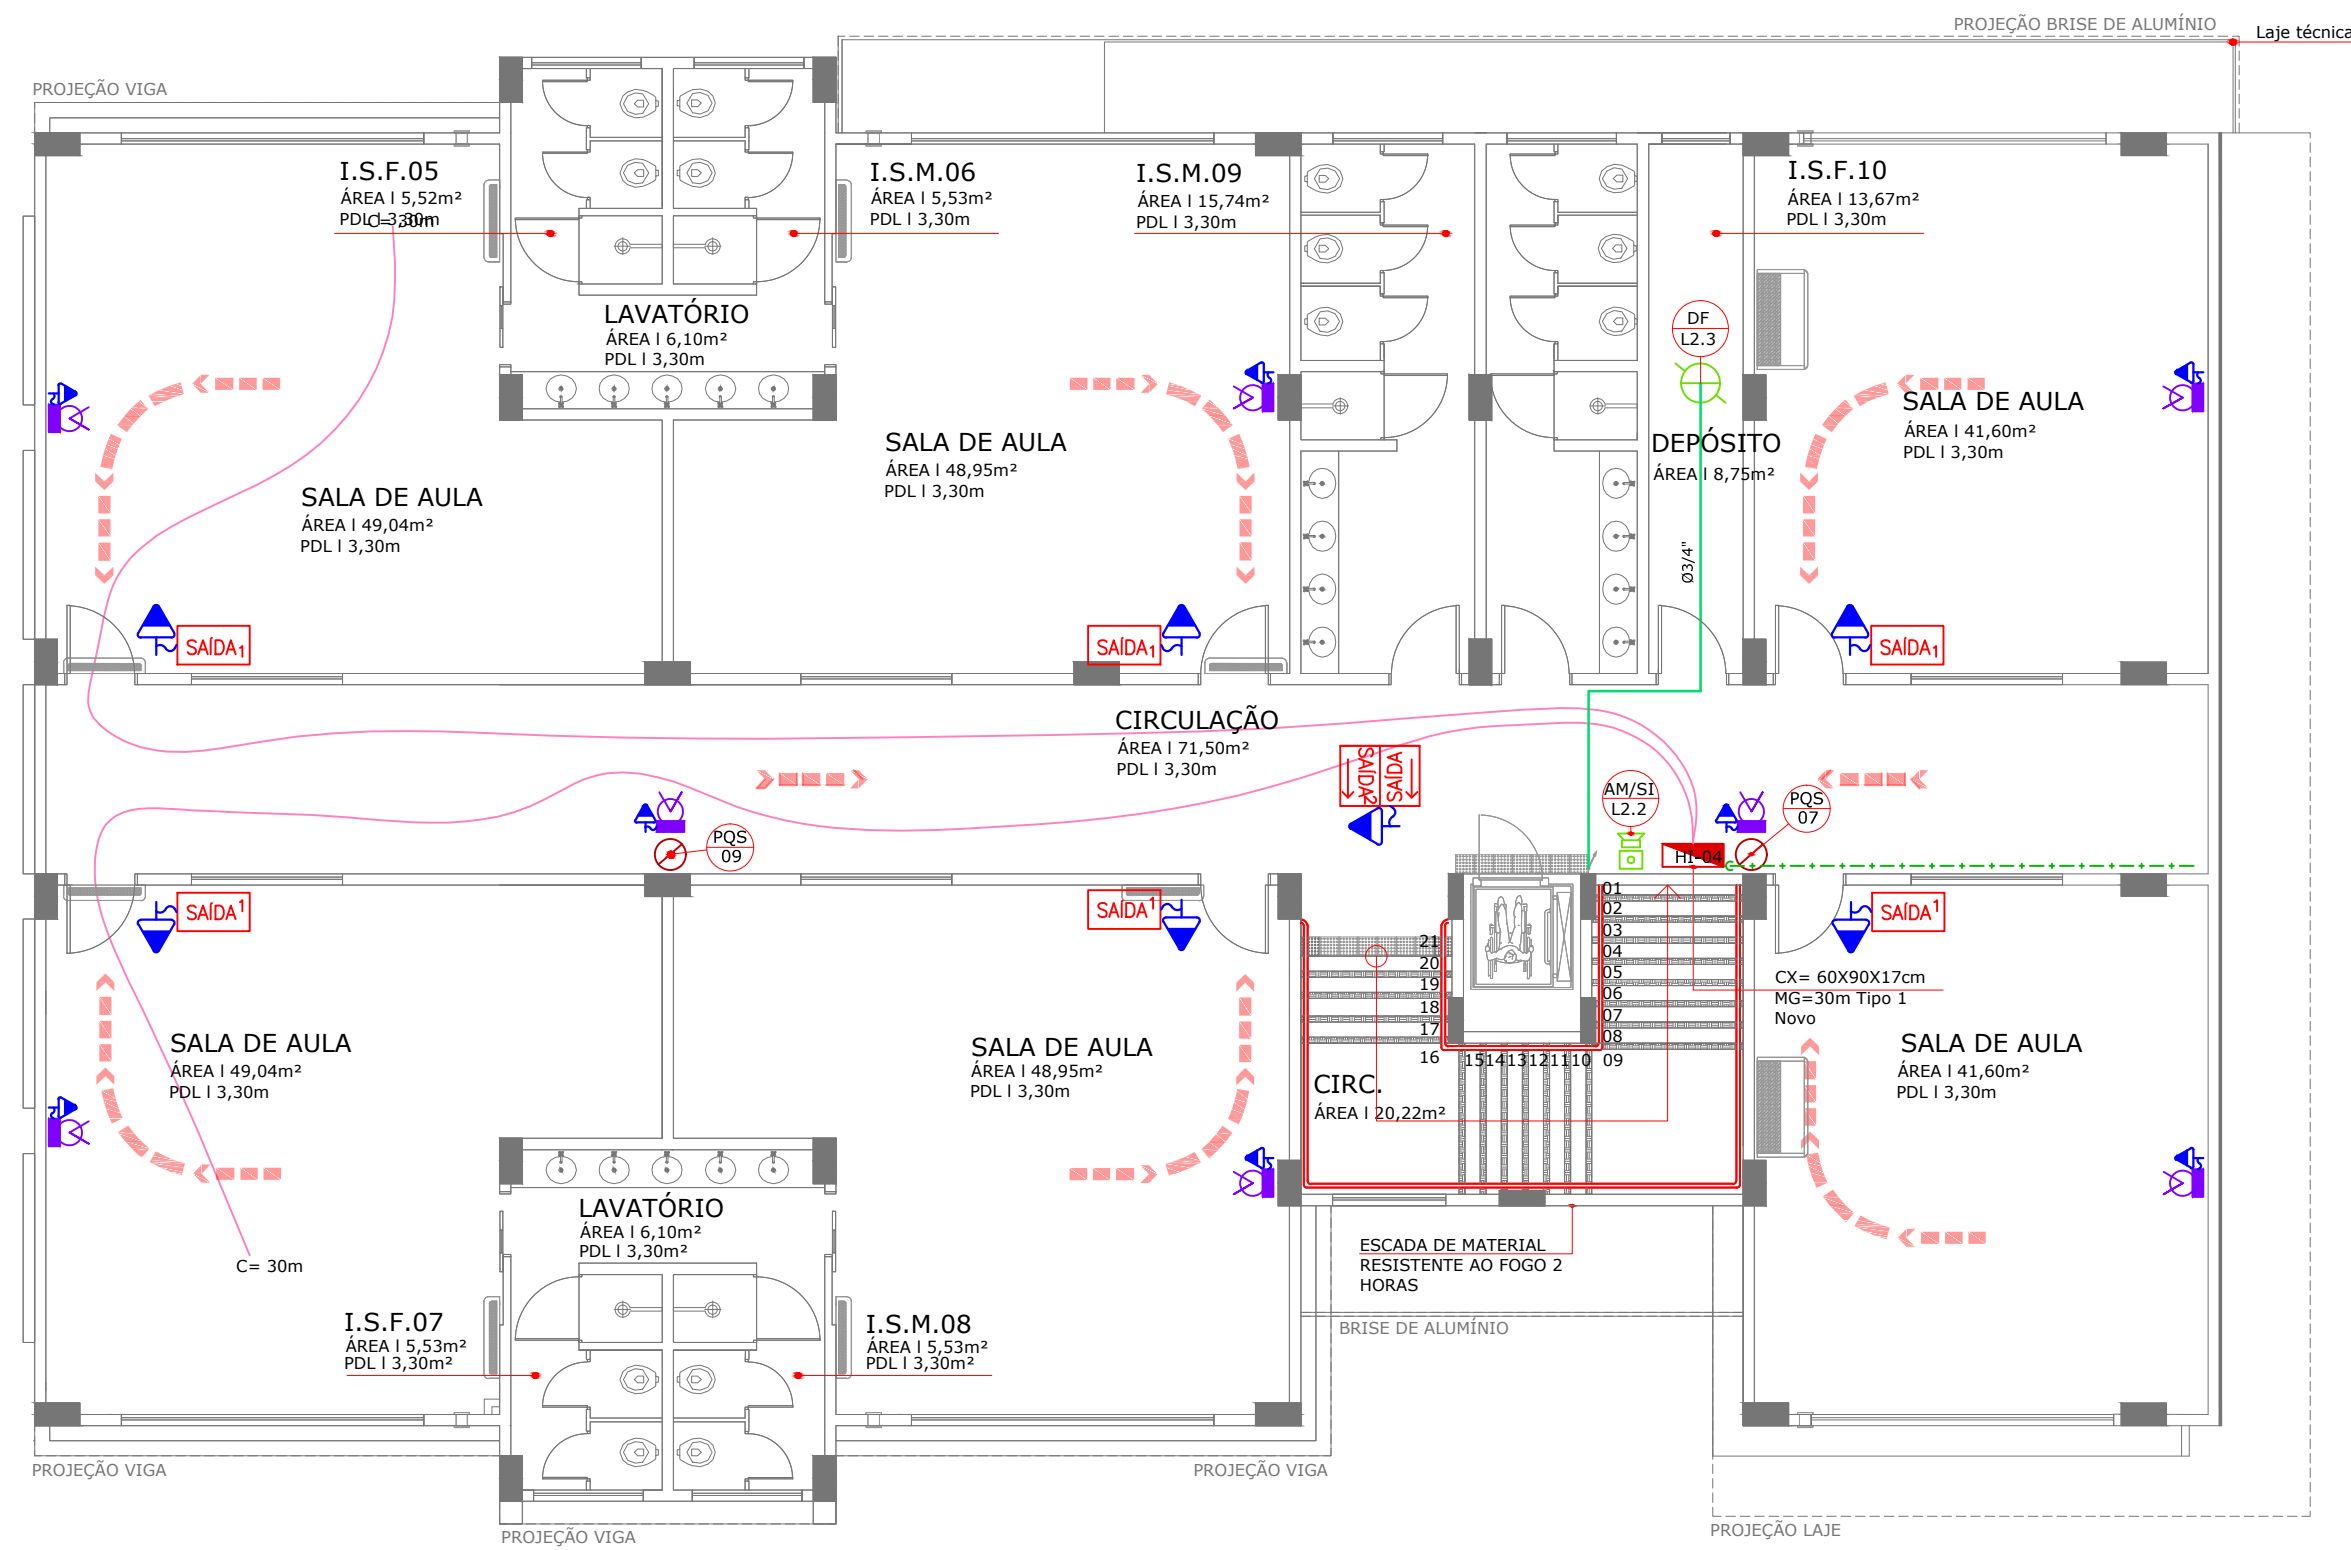 PROJEÇÃO BRISE DE ALUMÍNIO
Laje técnica
PROJEÇÃO VIGA
I.S.F.05
ÁREA l 5,52m²
PDL l 3,30m
C= 30m
I.S.M.06
ÁREA l 5,53m²
PDL l 3,30m
I.S.M.09
ÁREA l 15,74m²
PDL l 3,30m
I.S.F.10
ÁREA l 13,67m²
PDL l 3,30m
LAVATÓRIO
ÁREA l 6,10m²
PDL l 3,30m
DF
L2.3
SALA DE AULA
ÁREA l 49,04m²
PDL l 3,30m
SALA DE AULA
ÁREA l 48,95m²
PDL l 3,30m
DEPÓSITO
ÁREA l 8,75m²
SALA DE AULA
ÁREA l 41,60m²
PDL l 3,30m
Ø3/4"
SAÍDA1
SAÍDA1
SAÍDA1
CIRCULAÇÃO
ÁREA l 71,50m²
PDL l 3,30m
SAÍDA2
SAÍDA
AM/SI
L2.2
PQS
07
PQS
09
HI-04
SAÍDA1
SAÍDA1
SAÍDA1
01
02
03
04
05
06
07
08
09
10
11
12
13
14
15
16
17
18
19
20
21
CX= 60X90X17cm
MG=30m Tipo 1
Novo
SALA DE AULA
ÁREA l 49,04m²
PDL l 3,30m
SALA DE AULA
ÁREA l 48,95m²
PDL l 3,30m
CIRC.
ÁREA l 20,22m²
SALA DE AULA
ÁREA l 41,60m²
PDL l 3,30m
LAVATÓRIO
ÁREA l 6,10m²
PDL l 3,30m²
C= 30m
ESCADA DE MATERIAL
RESISTENTE AO FOGO 2
HORAS
I.S.F.07
ÁREA l 5,53m²
PDL l 3,30m²
I.S.M.08
ÁREA l 5,53m²
PDL l 3,30m²
BRISE DE ALUMÍNIO
PROJEÇÃO VIGA
PROJEÇÃO VIGA
PROJEÇÃO VIGA
PROJEÇÃO LAJE